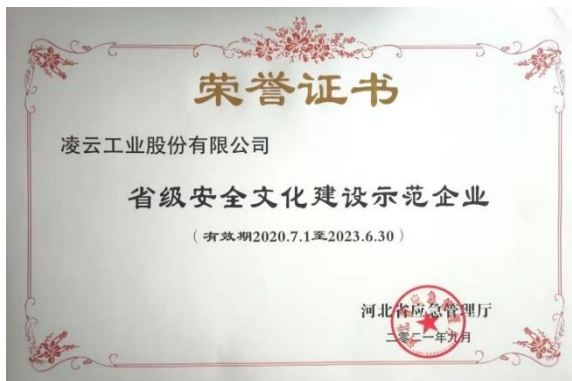 荣誉证书
凌云工业股份有限公司
省级安全文化建设示范企业
（有效期2020.7.1至2023.6.30）
河北省应急管理厅
二零二一年九月